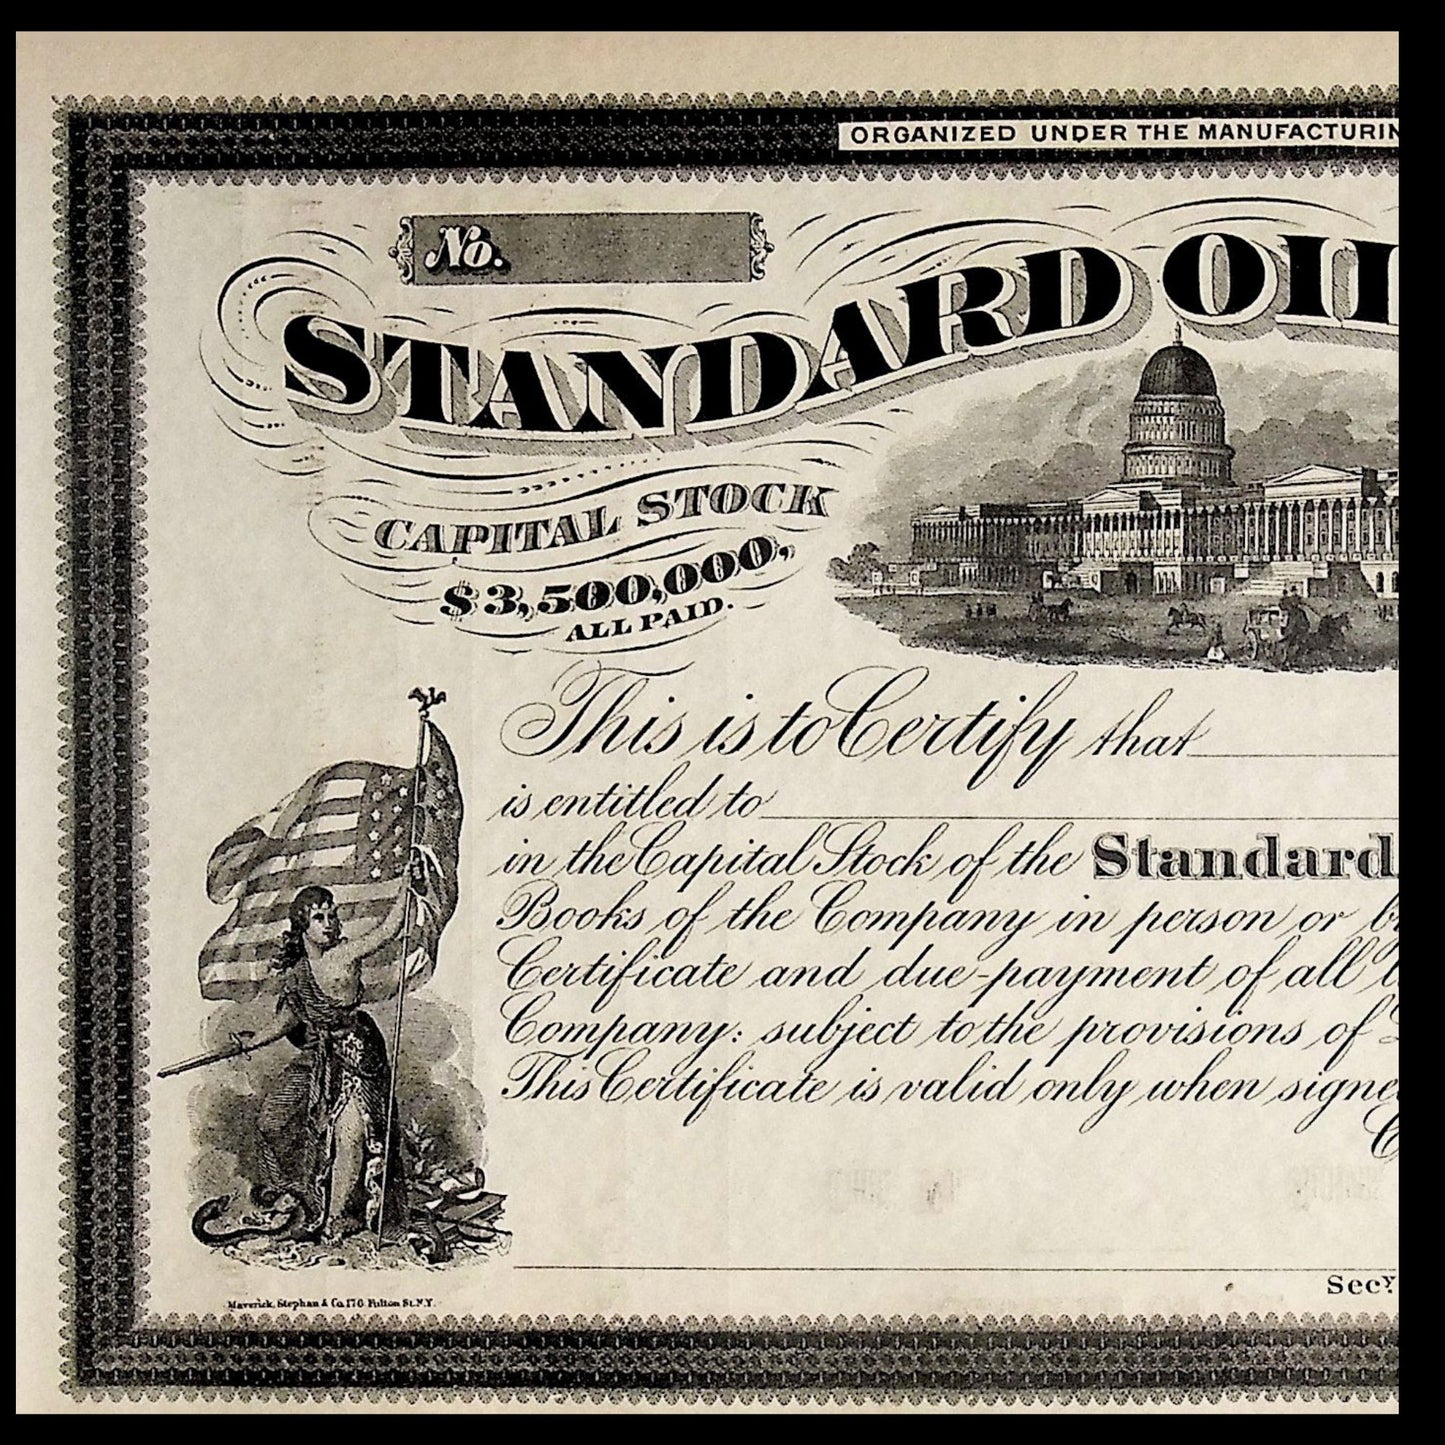 ORGANIZED UNDER THE MANUFACTURIN
No.
STANDARD OIL
CAPITAL STOCK
$3,500,000,
ALL PAID.
This is to Certify that
is entitled to
in the Capital Stock of the Standard
Books of the Company in person or
Certificate and due payment of all
Company: subject to the provisions of
This Certificate is valid only when signe
Secy.
Maverick, Stephan & Co. 176 Fulton St. N.Y.